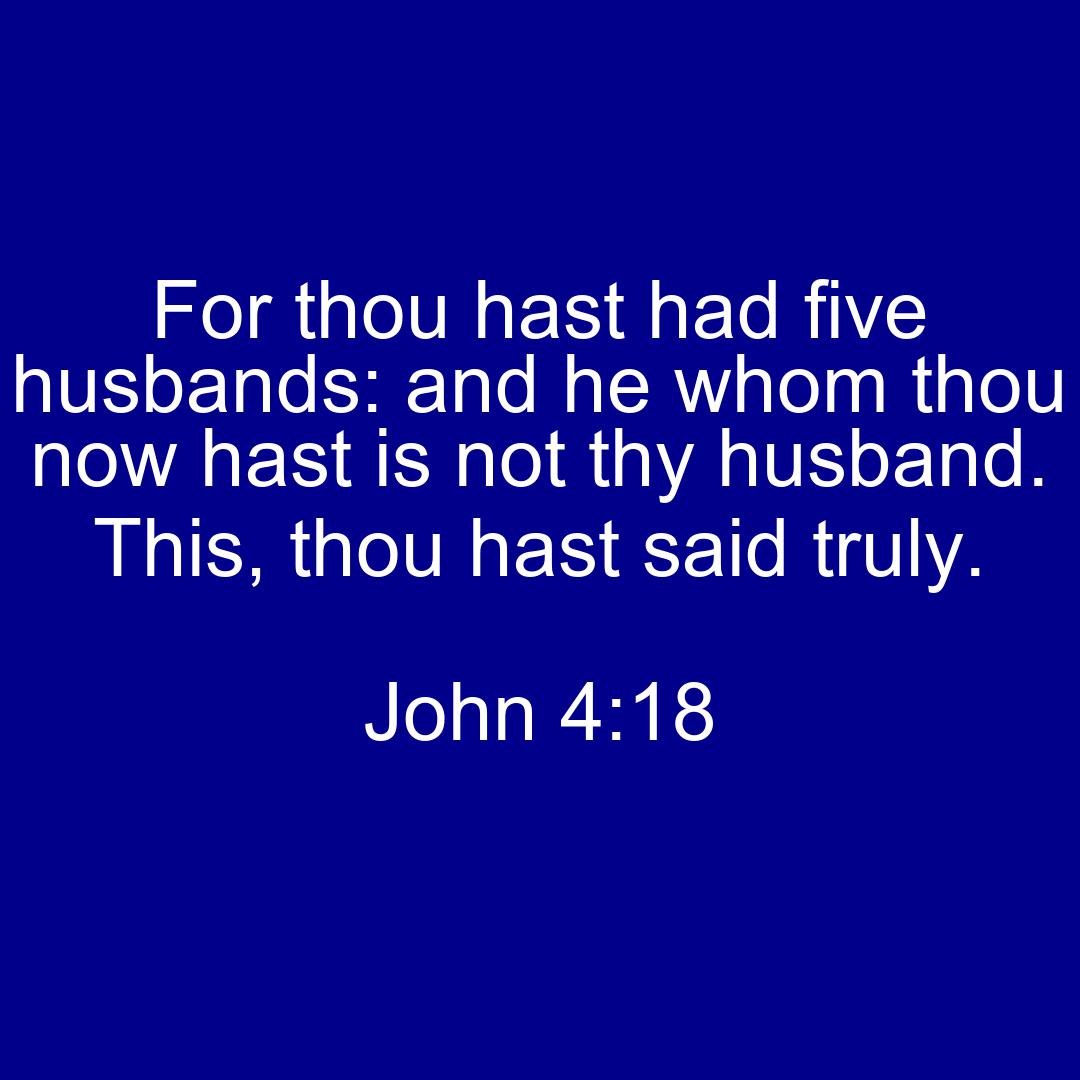 For thou hast had five
husbands: and he whom thou
now hast is not thy husband.
This, thou hast said truly.
John 4:18